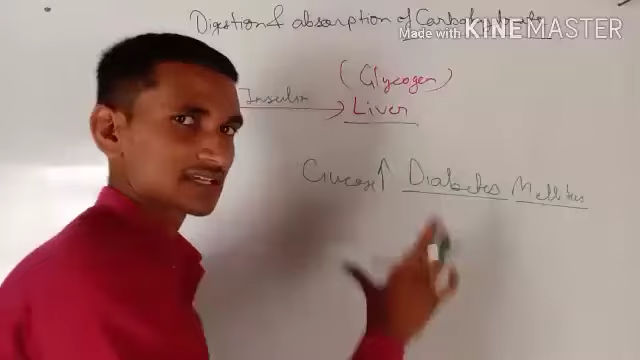 Digestion & absorption of Carbohydrate
Made with KINEMASTER
(Glycogen)
Insulin
Liver
Glucose↑ Diabetes Mellitus